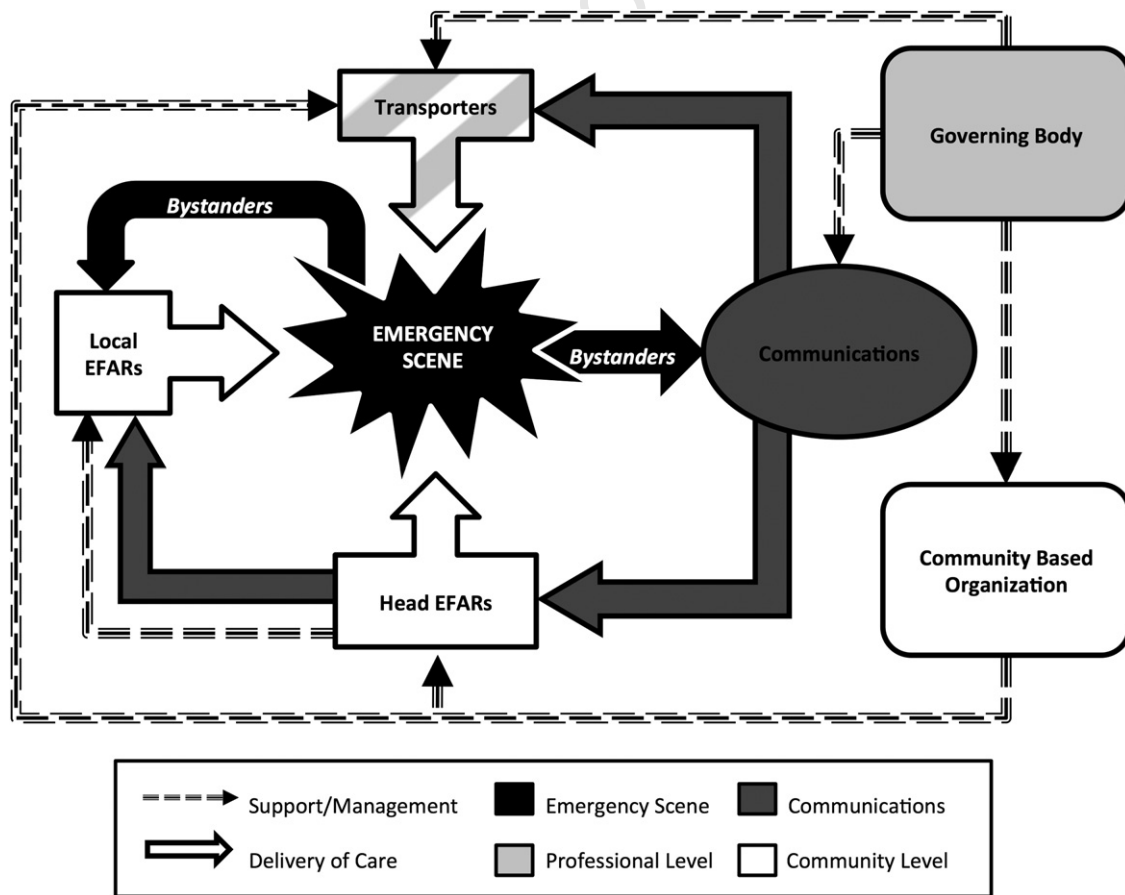 Transporters
Governing Body
Bystanders
Local
EFARs
EMERGENCY
SCENE
Bystanders
Communications
Head EFARs
Community Based
Organization
Support/Management
Emergency Scene
Communications
Delivery of Care
Professional Level
Community Level